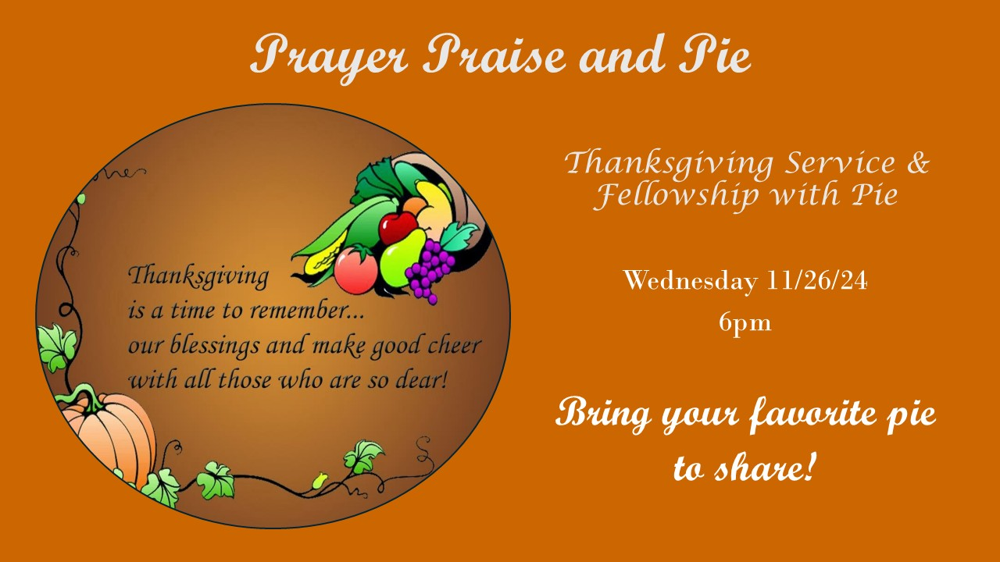 Prayer Praise and Pie
Thanksgiving
is a time to remember...
our blessings and make good cheer
with all those who are so dear!
Thanksgiving Service &
Fellowship with Pie
Wednesday 11/26/24
6pm
Bring your favorite pie
to share!